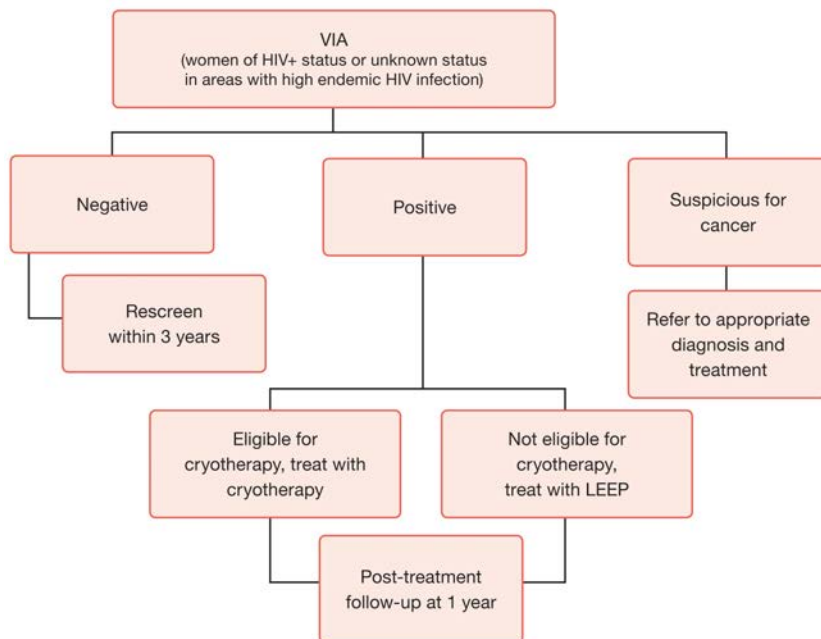 VIA
(women of HIV+ status or unknown status
in areas with high endemic HIV infection)
Negative
Positive
Suspicious for
cancer
Rescreen
within 3 years
Refer to appropriate
diagnosis and
treatment
Eligible for
cryotherapy, treat with
cryotherapy
Not eligible for
cryotherapy,
treat with LEEP
Post-treatment
follow-up at 1 year